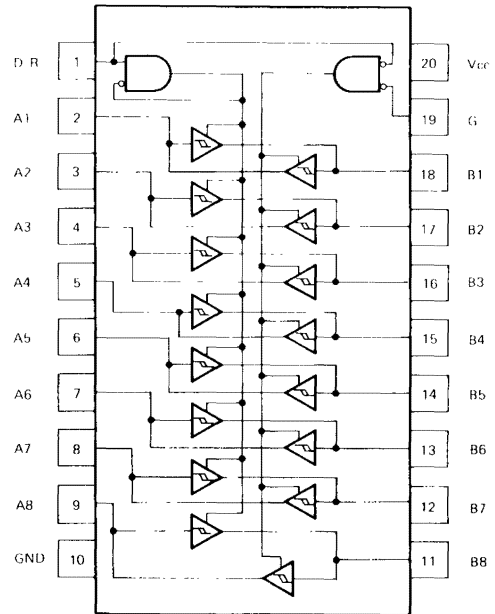 DIR 1 20 Vcc
A1 2 19 G
A2 3 18 B1
A3 4 17 B2
A4 5 16 B3
A5 6 15 B4
A6 7 14 B5
A7 8 13 B6
A8 9 12 B7
GND 10 11 B8